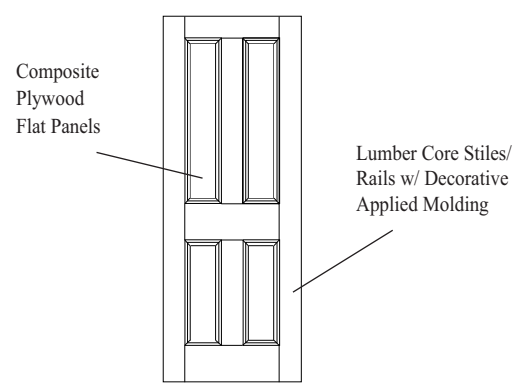 Composite
Plywood
Flat Panels
Lumber Core Stiles/
Rails w/ Decorative
Applied Molding